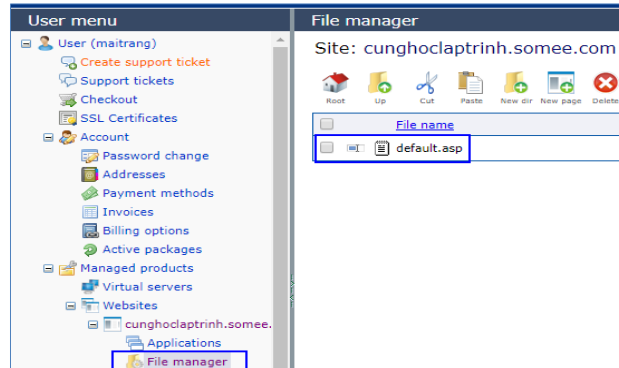 User menu
User (maitrang)
Create support ticket
Support tickets
Checkout
SSL Certificates
Account
Password change
Addresses
Payment methods
Invoices
Billing options
Active packages
Managed products
Virtual servers
Websites
cunghoclaptrinh.somee.
Applications
File manager
File manager
Site: cunghoclaptrinh.somee.com
Root Up Cut Paste New dir New page Delete
File name
default.asp